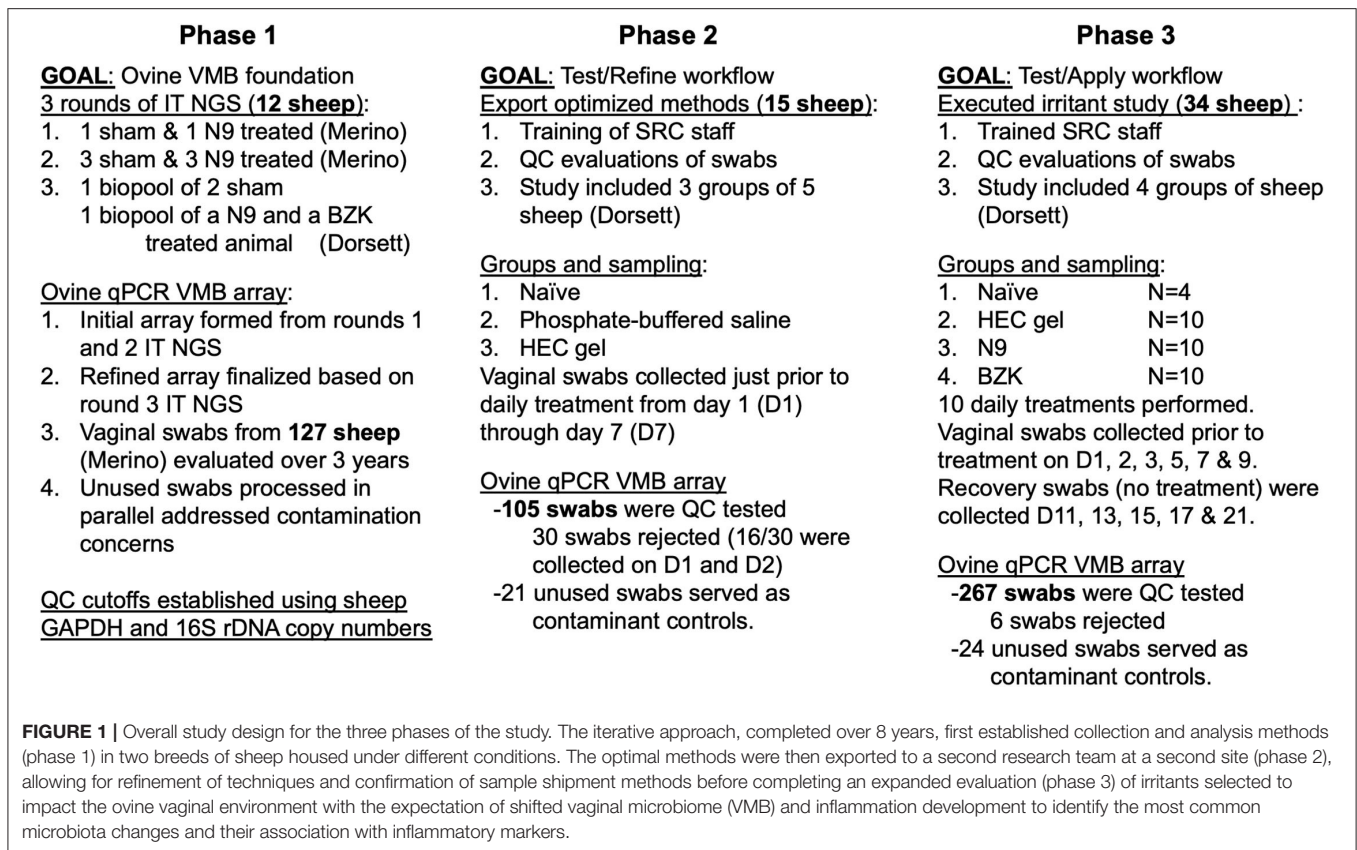 Phase 1
GOAL: Ovine VMB foundation
3 rounds of IT NGS (12 sheep):
1. 1 sham & 1 N9 treated (Merino)
2. 3 sham & 3 N9 treated (Merino)
3. 1 biopool of 2 sham
1 biopool of a N9 and a BZK
treated animal (Dorsett)
Ovine qPCR VMB array:
1. Initial array formed from rounds 1
and 2 IT NGS
2. Refined array finalized based on
round 3 IT NGS
3. Vaginal swabs from 127 sheep
(Merino) evaluated over 3 years
4. Unused swabs processed in
parallel addressed contamination
concerns
QC cutoffs established using sheep
GAPDH and 16S rDNA copy numbers
Phase 2
GOAL: Test/Refine workflow
Export optimized methods (15 sheep):
1. Training of SRC staff
2. QC evaluations of swabs
3. Study included 3 groups of 5
sheep (Dorsett)
Groups and sampling:
1. Naïve
2. Phosphate-buffered saline
3. HEC gel
Vaginal swabs collected just prior to
daily treatment from day 1 (D1)
through day 7 (D7)
Ovine qPCR VMB array
-105 swabs were QC tested
30 swabs rejected (16/30 were
collected on D1 and D2)
-21 unused swabs served as
contaminant controls.
Phase 3
GOAL: Test/Apply workflow
Executed irritant study (34 sheep) :
1. Trained SRC staff
2. QC evaluations of swabs
3. Study included 4 groups of sheep
(Dorsett)
Groups and sampling:
1. Naïve N=4
2. HEC gel N=10
3. N9 N=10
4. BZK N=10
10 daily treatments performed.
Vaginal swabs collected prior to
treatment on D1, 2, 3, 5, 7 & 9.
Recovery swabs (no treatment) were
collected D11, 13, 15, 17 & 21.
Ovine qPCR VMB array
-267 swabs were QC tested
6 swabs rejected
-24 unused swabs served as
contaminant controls.
FIGURE 1 | Overall study design for the three phases of the study. The iterative approach, completed over 8 years, first established collection and analysis methods
(phase 1) in two breeds of sheep housed under different conditions. The optimal methods were then exported to a second research team at a second site (phase 2),
allowing for refinement of techniques and confirmation of sample shipment methods before completing an expanded evaluation (phase 3) of irritants selected to
impact the ovine vaginal environment with the expectation of shifted vaginal microbiome (VMB) and inflammation development to identify the most common
microbiota changes and their association with inflammatory markers.